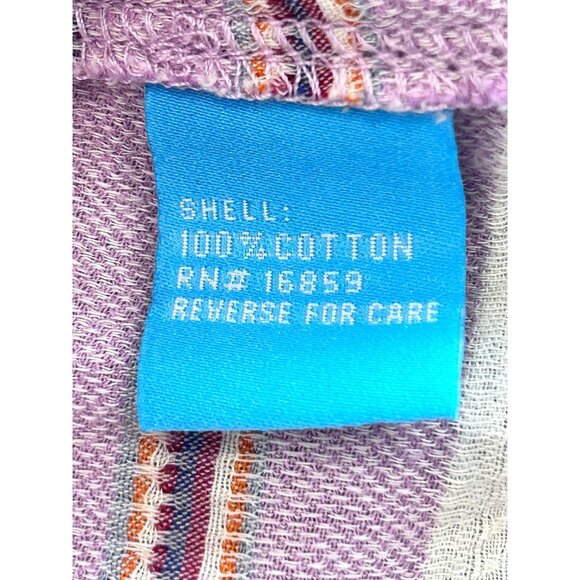 SHELL:
100% COTTON
RN# 16859
REVERSE FOR CARE